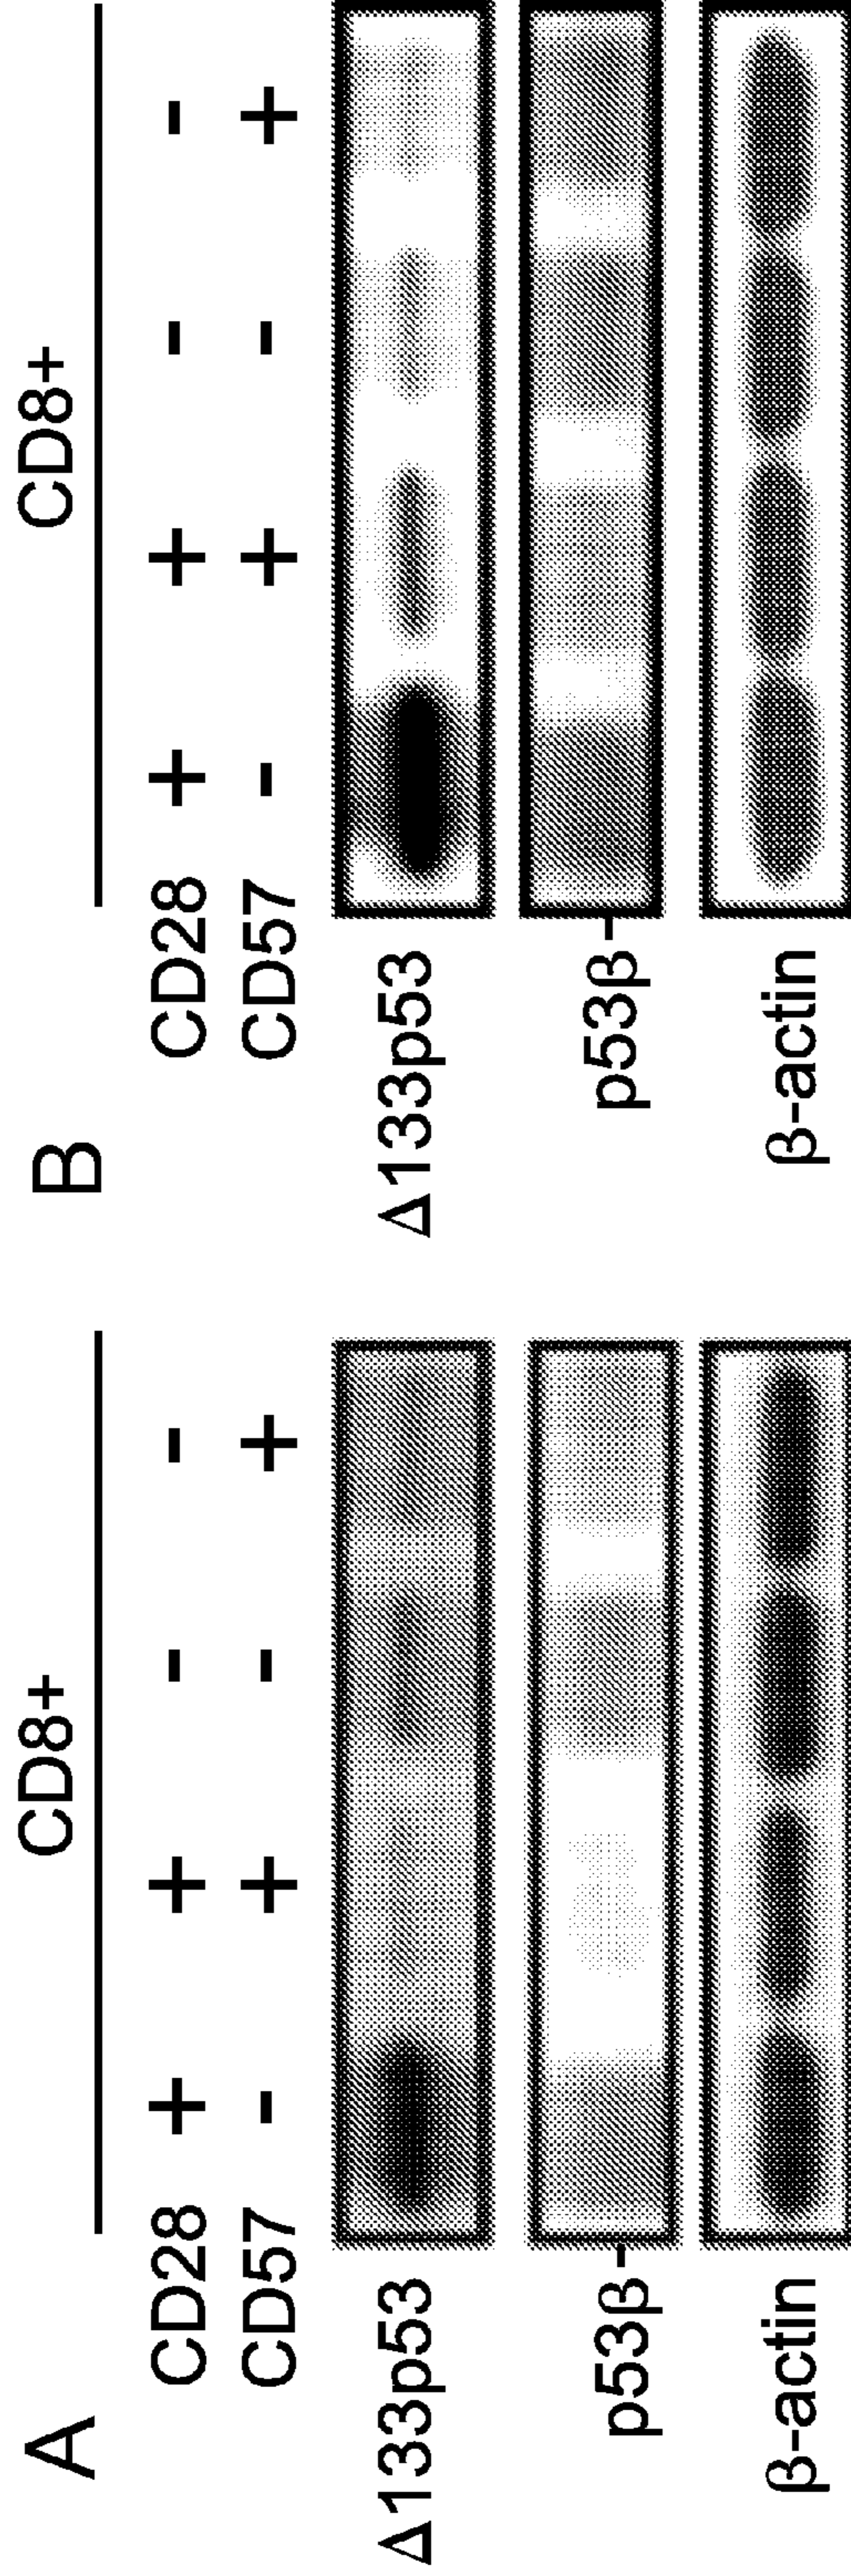 A
CD8+
CD28 + + - -
CD57 - + - +
Δ133p53
p53β-
β-actin
B
CD8+
CD28 + + - -
CD57 - + - +
Δ133p53
p53β-
β-actin